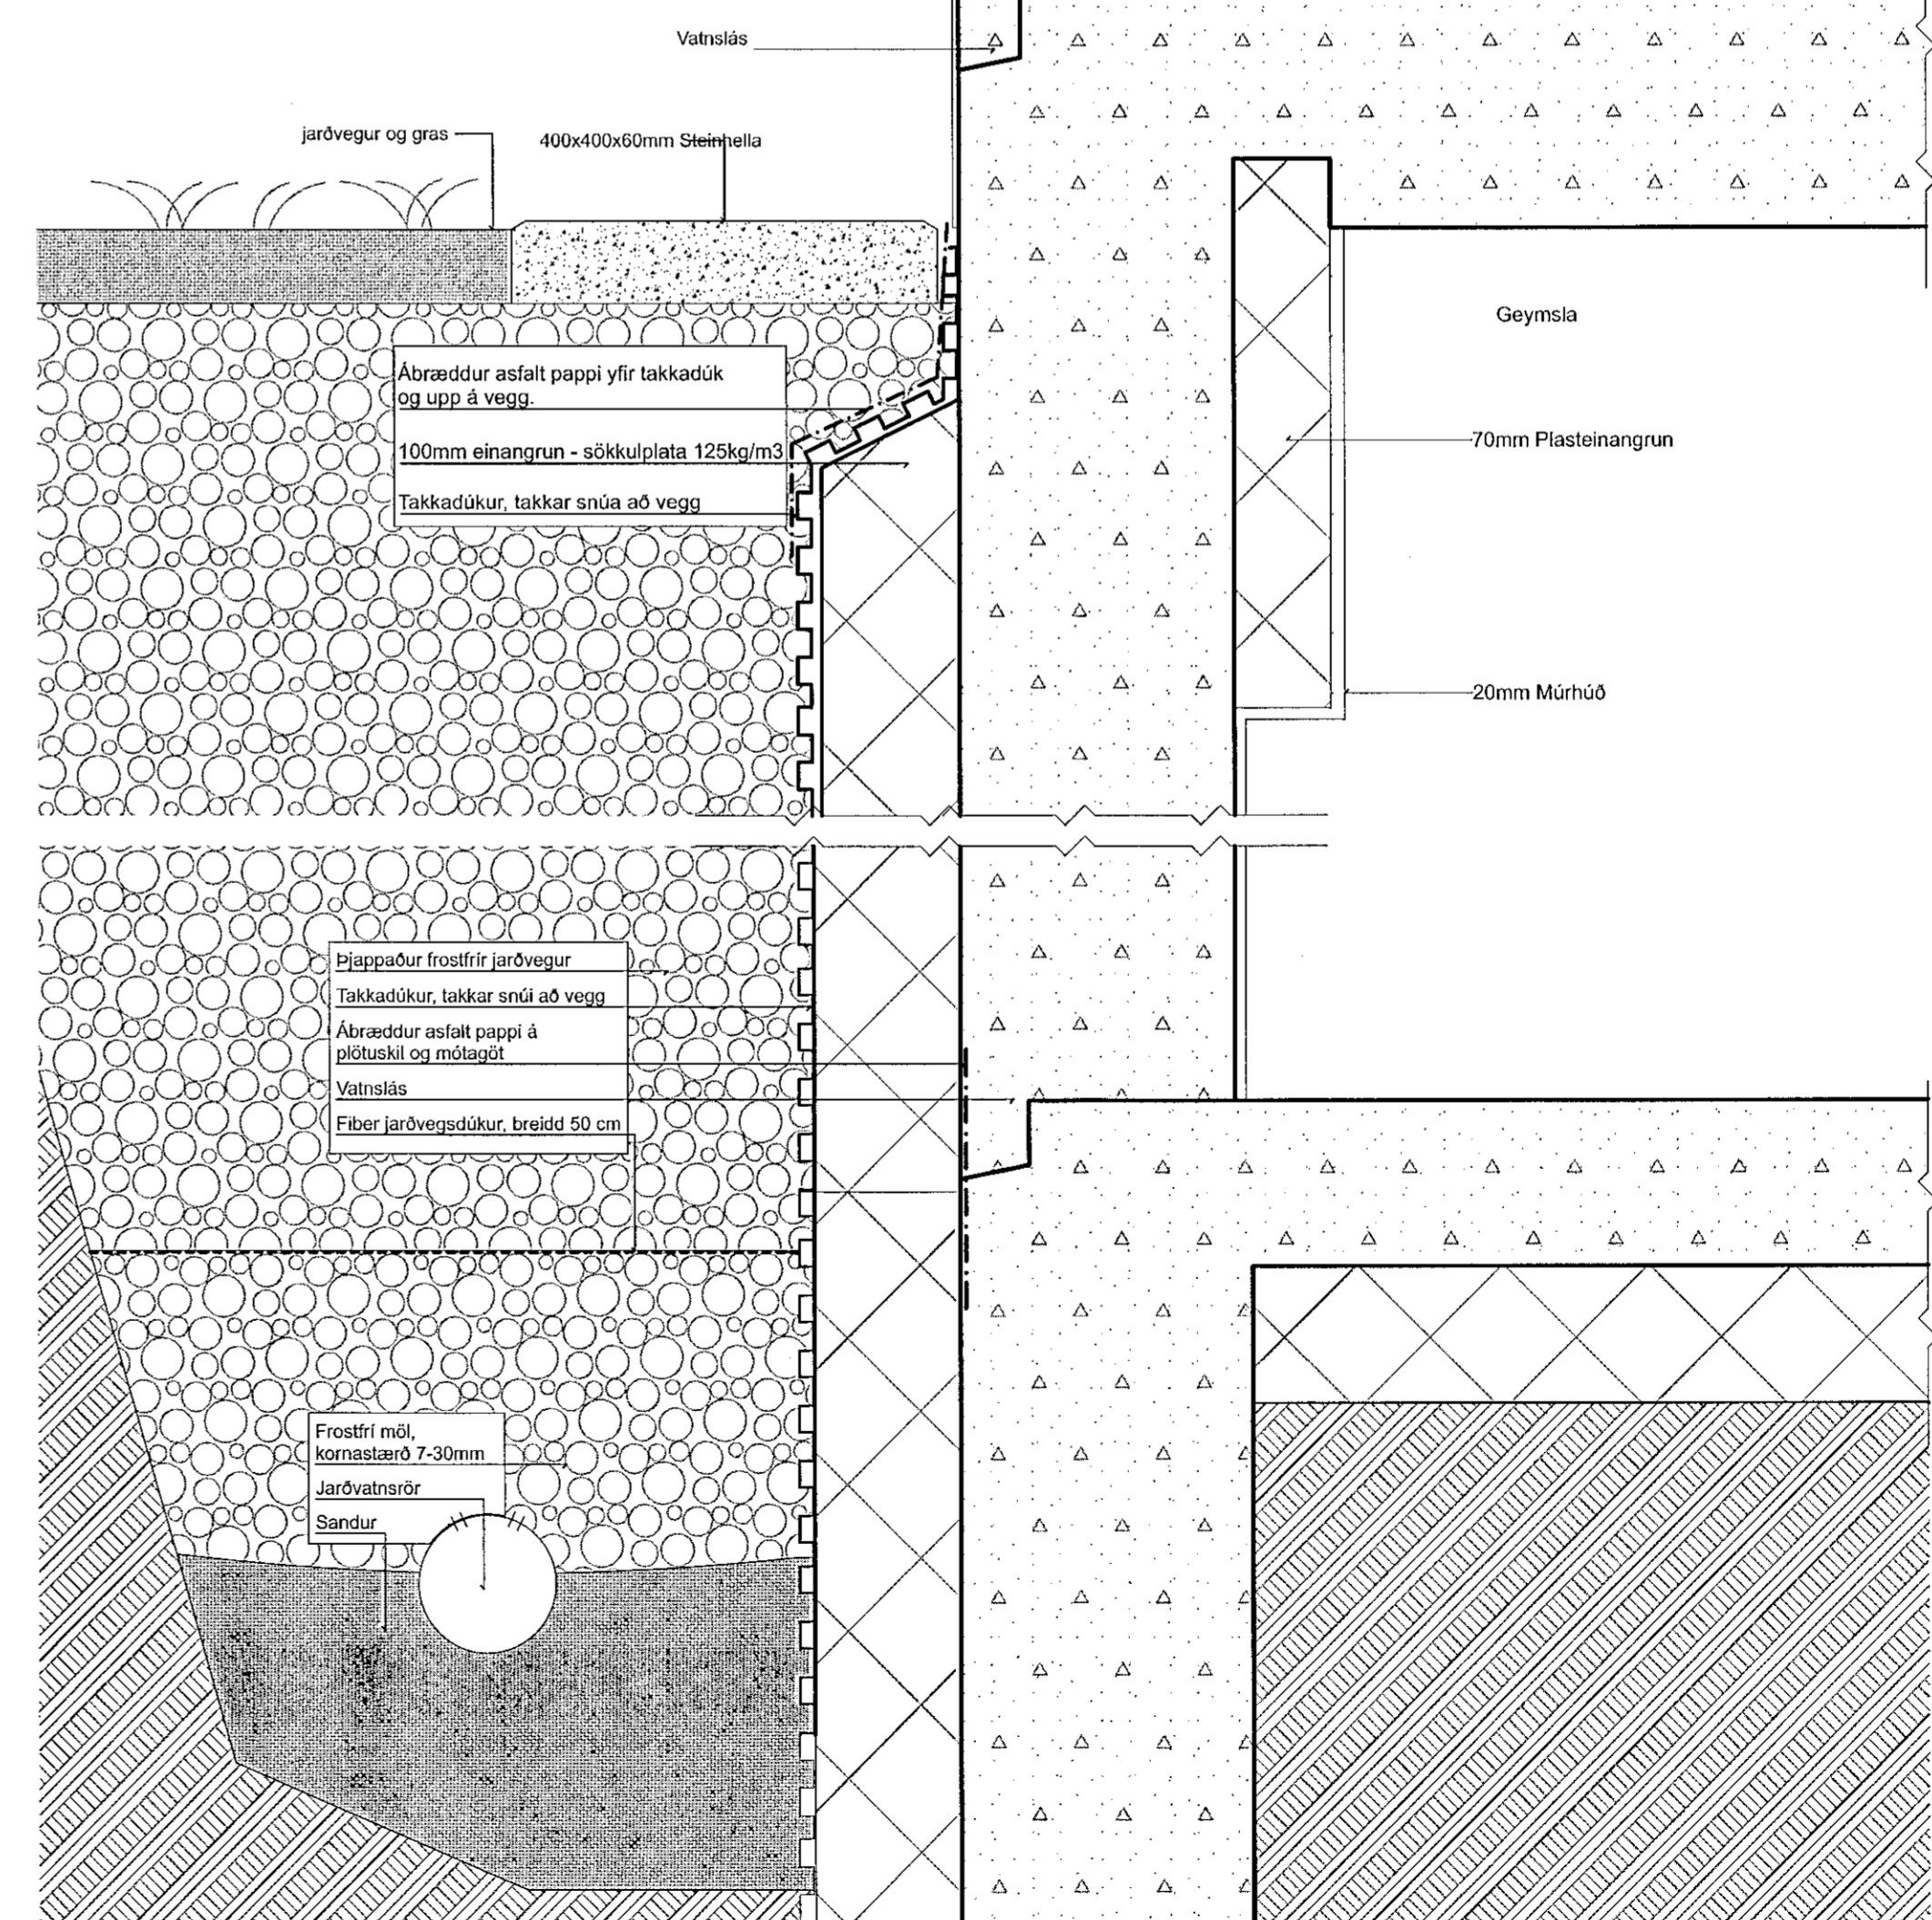 Vatnslás
jarðvegur og gras
400x400x60mm Steinhella
Geymsla
Ábræddur asfalt pappi yfir takkadúk
og upp á vegg.
100mm einangrun - sökkulplata 125kg/m3
Takkadúkur, takkar snúa að vegg
70mm Plasteinangrun
20mm Múrhúð
Þjappaður frostfrír jarðvegur
Takkadúkur, takkar snúi að vegg
Ábræddur asfalt pappi á
plötuskil og mótagöt
Vatnslás
Fiber jarðvegsdúkur, breidd 50 cm
Frostfrí möl,
kornastærð 7-30mm
Jarðvatnsrör
Sandur